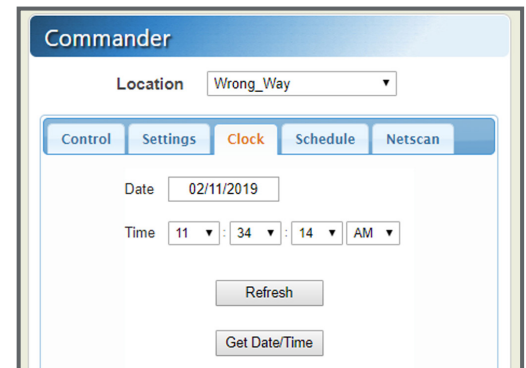 Commander
Location Wrong_Way
Control Settings Clock Schedule Netscan
Date 02/11/2019
Time 11 : 34 : 14 AM
Refresh
Get Date/Time